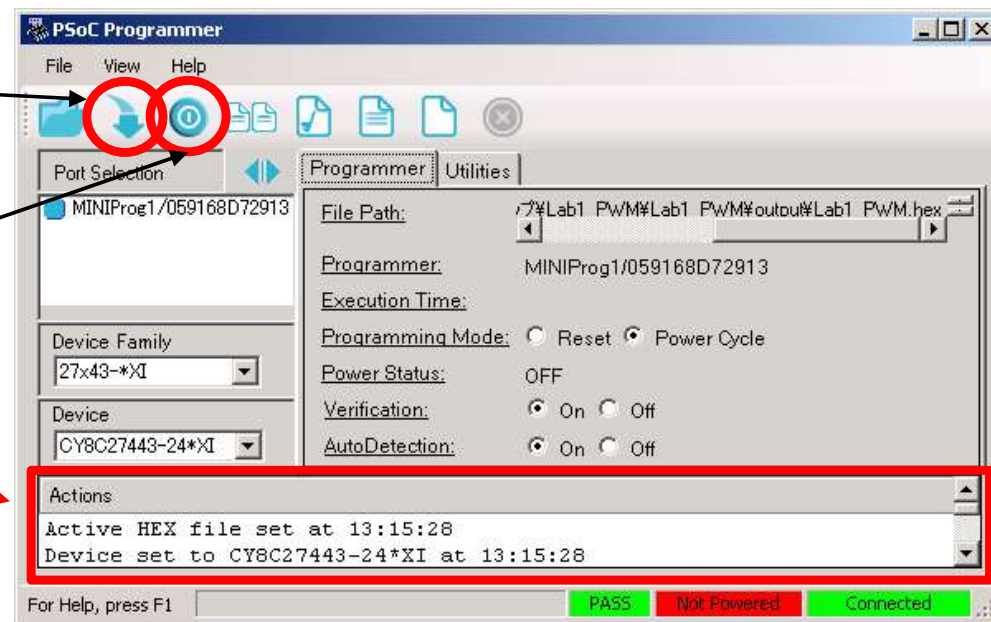 PSoC Programmer
File View Help
Port Selection
Programmer Utilities
MINIProg1/059168D72913
File Path: プ¥Lab1_PWM¥Lab1_PWM¥output¥Lab1_PWM.hex
Programmer: MINIProg1/059168D72913
Execution Time:
Programming Mode: Reset Power Cycle
Device Family
27x43-*XI
Power Status: OFF
Verification: On Off
Device
CY8C27443-24*XI
AutoDetection: On Off
Actions
Active HEX file set at 13:15:28
Device set to CY8C27443-24*XI at 13:15:28
For Help, press F1 PASS Not Powered Connected